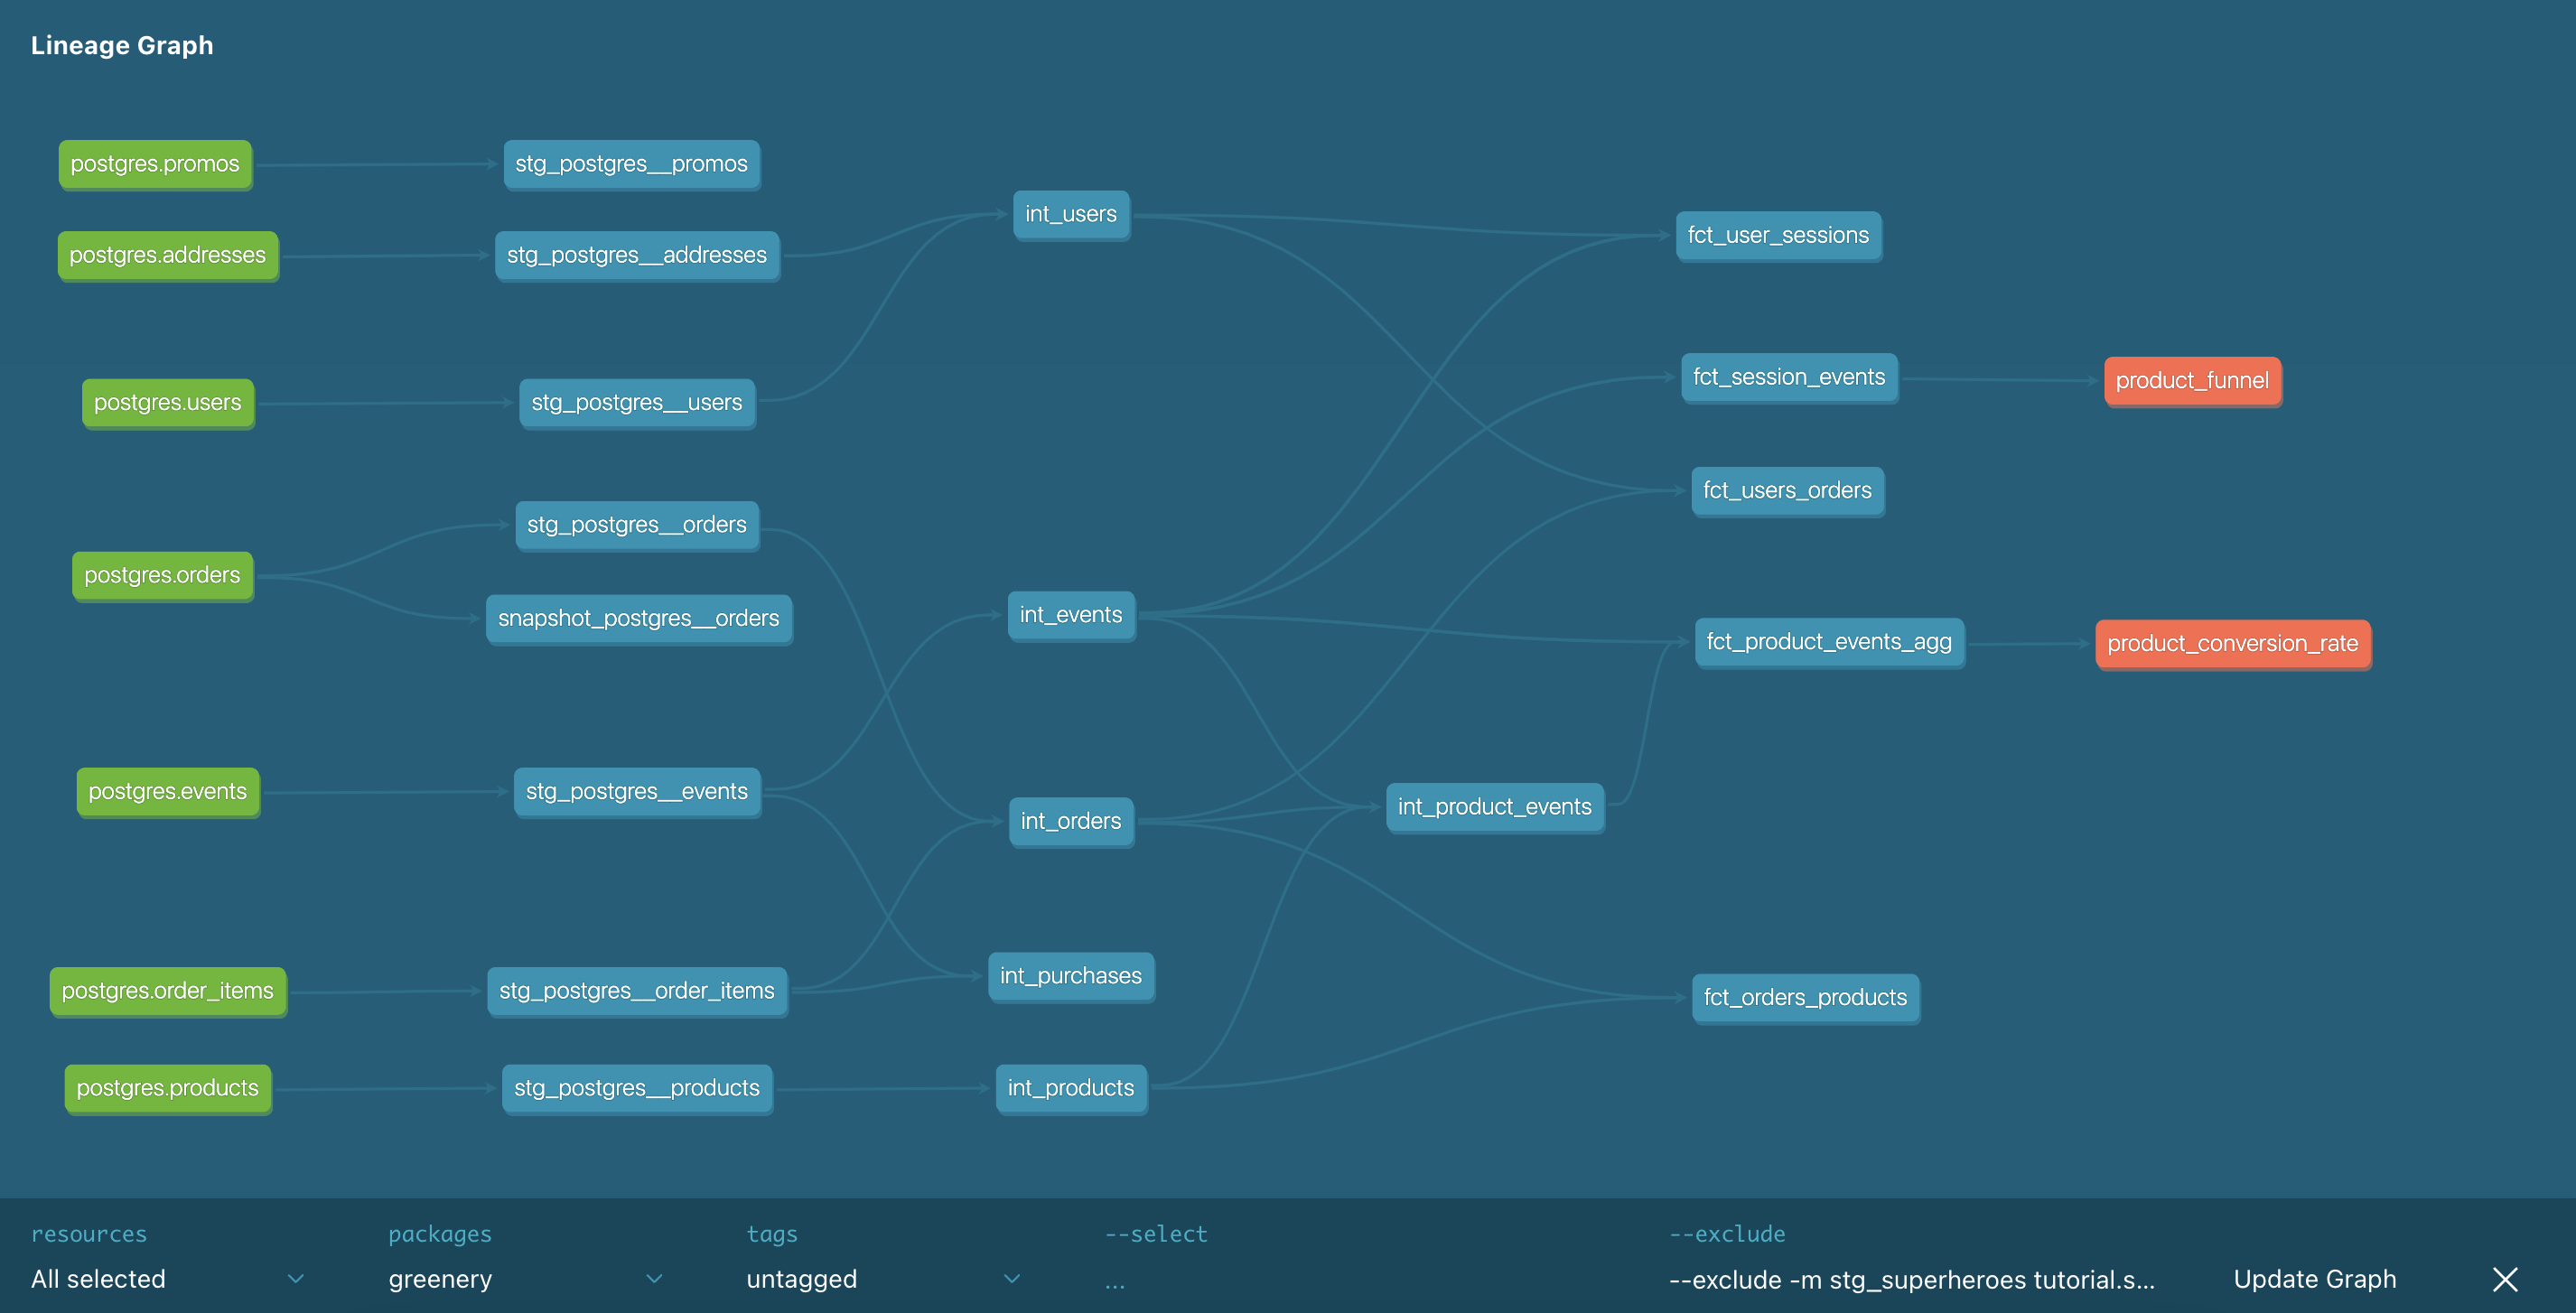 Lineage Graph
postgres.promos
stg_postgres__promos
int_users
postgres.addresses
stg_postgres__addresses
fct_user_sessions
postgres.users
stg_postgres__users
fct_session_events
product_funnel
fct_users_orders
stg_postgres__orders
postgres.orders
snapshot_postgres__orders
int_events
fct_product_events_agg
product_conversion_rate
postgres.events
stg_postgres__events
int_orders
int_product_events
postgres.order_items
stg_postgres__order_items
int_purchases
fct_orders_products
postgres.products
stg_postgres__products
int_products
resources
All selected
packages
greenery
tags
untagged
--select
...
--exclude
--exclude -m stg_superheroes tutorial.s...
Update Graph